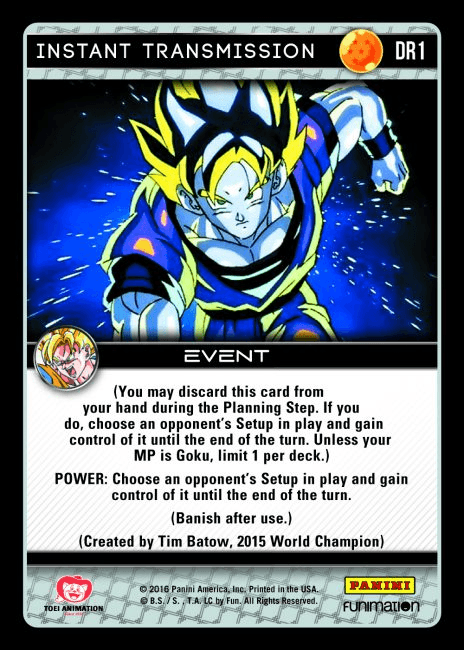 INSTANT TRANSMISSION DR1
EVENT
(You may discard this card from
your hand during the Planning Step. If you
do, choose an opponent's Setup in play and gain
control of it until the end of the turn. Unless your
MP is Goku, limit 1 per deck.)
POWER: Choose an opponent's Setup in play and gain
control of it until the end of the turn.
(Banish after use.)
(Created by Tim Batow, 2015 World Champion)
TOEI ANIMATION
© 2016 Panini America, Inc. Printed in the USA.
© B.S. / S. , T.A. LC by Fun. All Rights Reserved.
PANINI
FUNIMATION